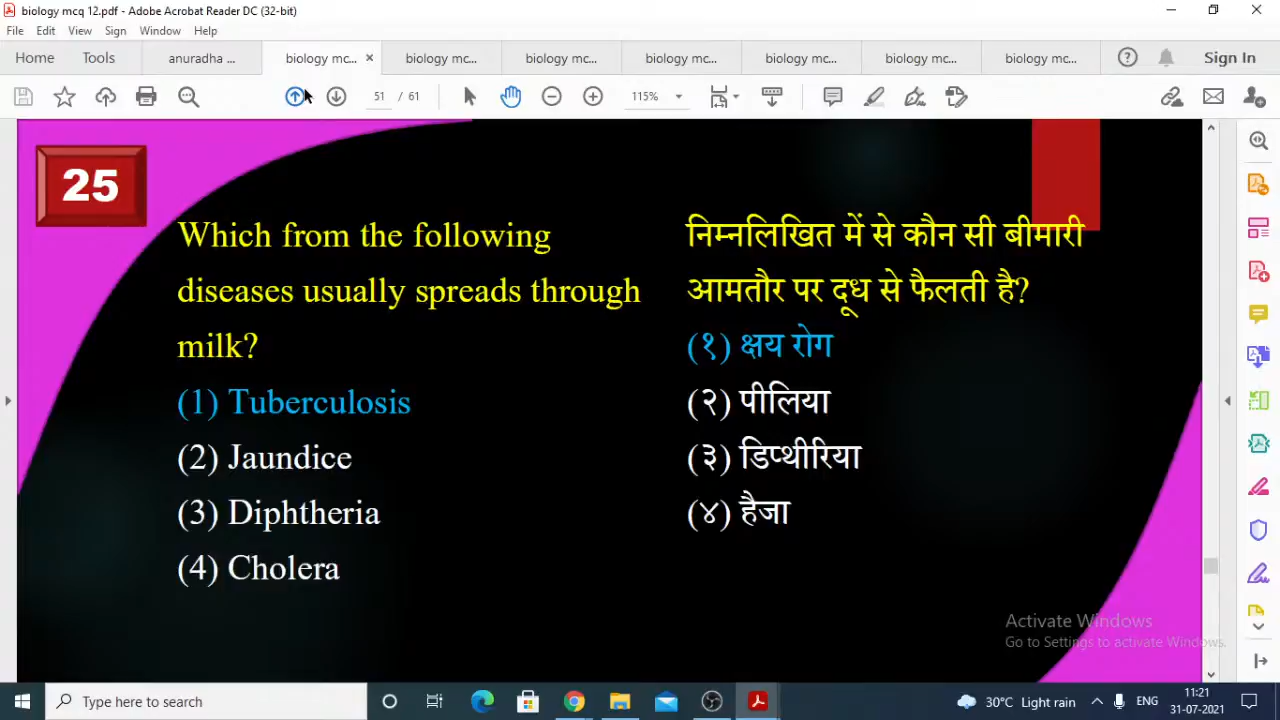 biology mcq 12.pdf - Adobe Acrobat Reader DC (32-bit)
File Edit View Sign Window Help
Home Tools anuradha ... biology mc... × biology mc... biology mc... biology mc... biology mc... biology mc... biology mc... Sign In
51 / 61 115%
25
Which from the following
diseases usually spreads through
milk?
(1) Tuberculosis
(2) Jaundice
(3) Diphtheria
(4) Cholera
निम्नलिखित में से कौन सी बीमारी
आमतौर पर दूध से फैलती है?
(१) क्षय रोग
(२) पीलिया
(३) डिप्थीरिया
(४) हैजा
Activate Windows
Go to Settings to activate Windows.
Type here to search
30°C Light rain ENG 11:21
31-07-2021